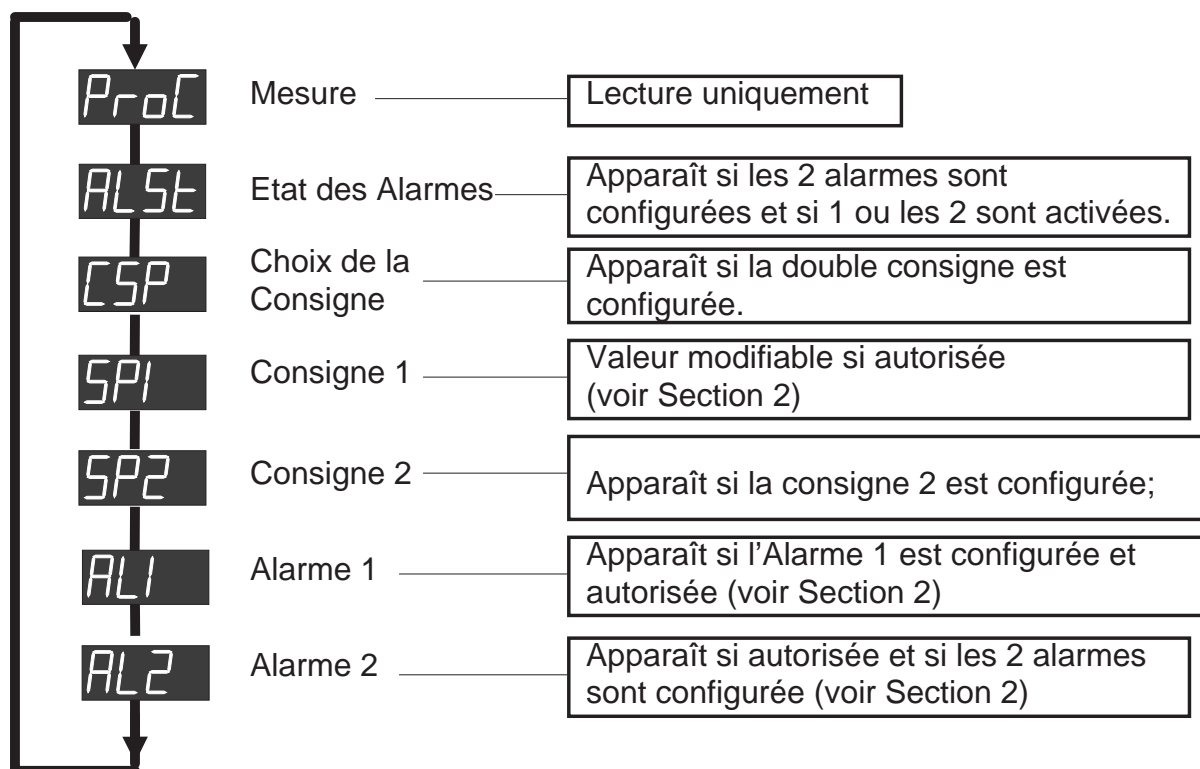 ProC
Mesure
Lecture uniquement
ALSt
Etat des Alarmes
Apparaît si les 2 alarmes sont
configurées et si 1 ou les 2 sont activées.
CSP
Choix de la
Consigne
Apparaît si la double consigne est
configurée.
SP1
Consigne 1
Valeur modifiable si autorisée
(voir Section 2)
SP2
Consigne 2
Apparaît si la consigne 2 est configurée;
AL1
Alarme 1
Apparaît si l’Alarme 1 est configurée et
autorisée (voir Section 2)
AL2
Alarme 2
Apparaît si autorisée et si les 2 alarmes
sont configurée (voir Section 2)